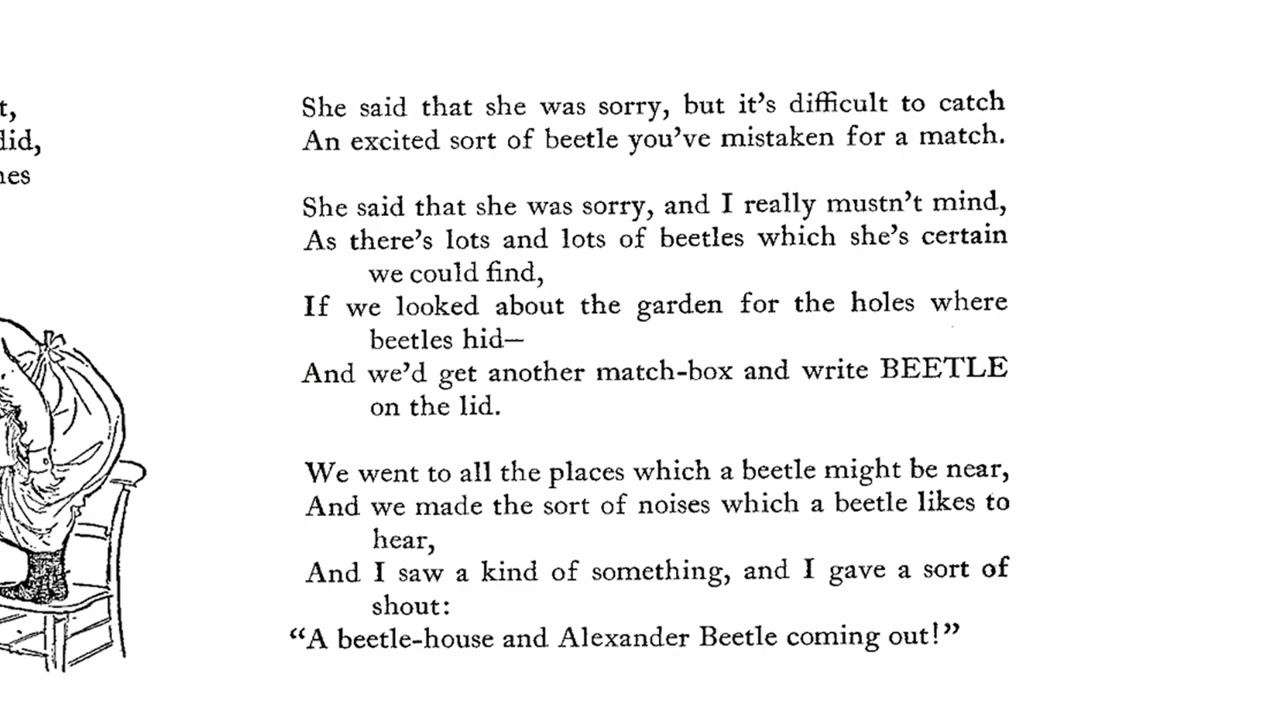 She said that she was sorry, but it's difficult to catch
An excited sort of beetle you've mistaken for a match.
She said that she was sorry, and I really mustn't mind,
As there's lots and lots of beetles which she's certain
we could find,
If we looked about the garden for the holes where
beetles hid—
And we'd get another match-box and write BEETLE
on the lid.
We went to all the places which a beetle might be near,
And we made the sort of noises which a beetle likes to
hear,
And I saw a kind of something, and I gave a sort of
shout:
“A beetle-house and Alexander Beetle coming out!”